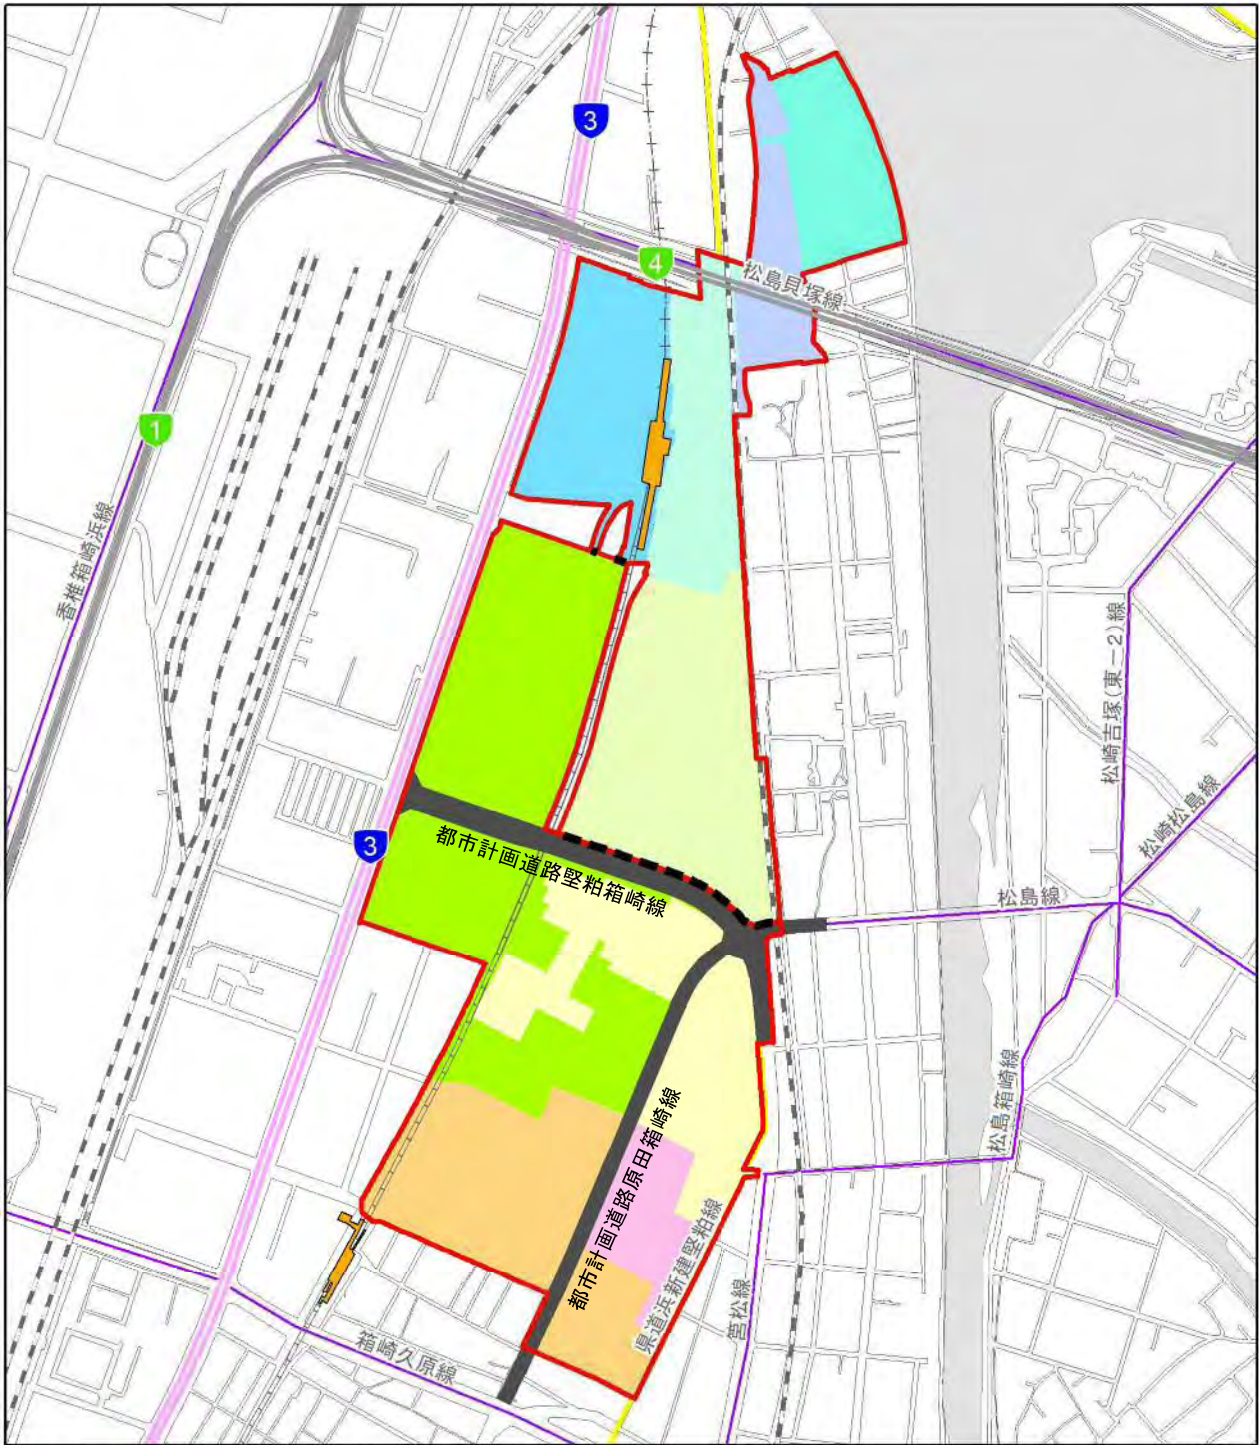 3
4
松島貝塚線
1
香椎箱崎浜線
松崎吉塚(東－2)線
松崎松島線
3
都市計画道路堅粕箱崎線
松島線
松島箱崎線
都市計画道路原田箱崎線
県道浜新建堅粕線
筥松線
箱崎久原線